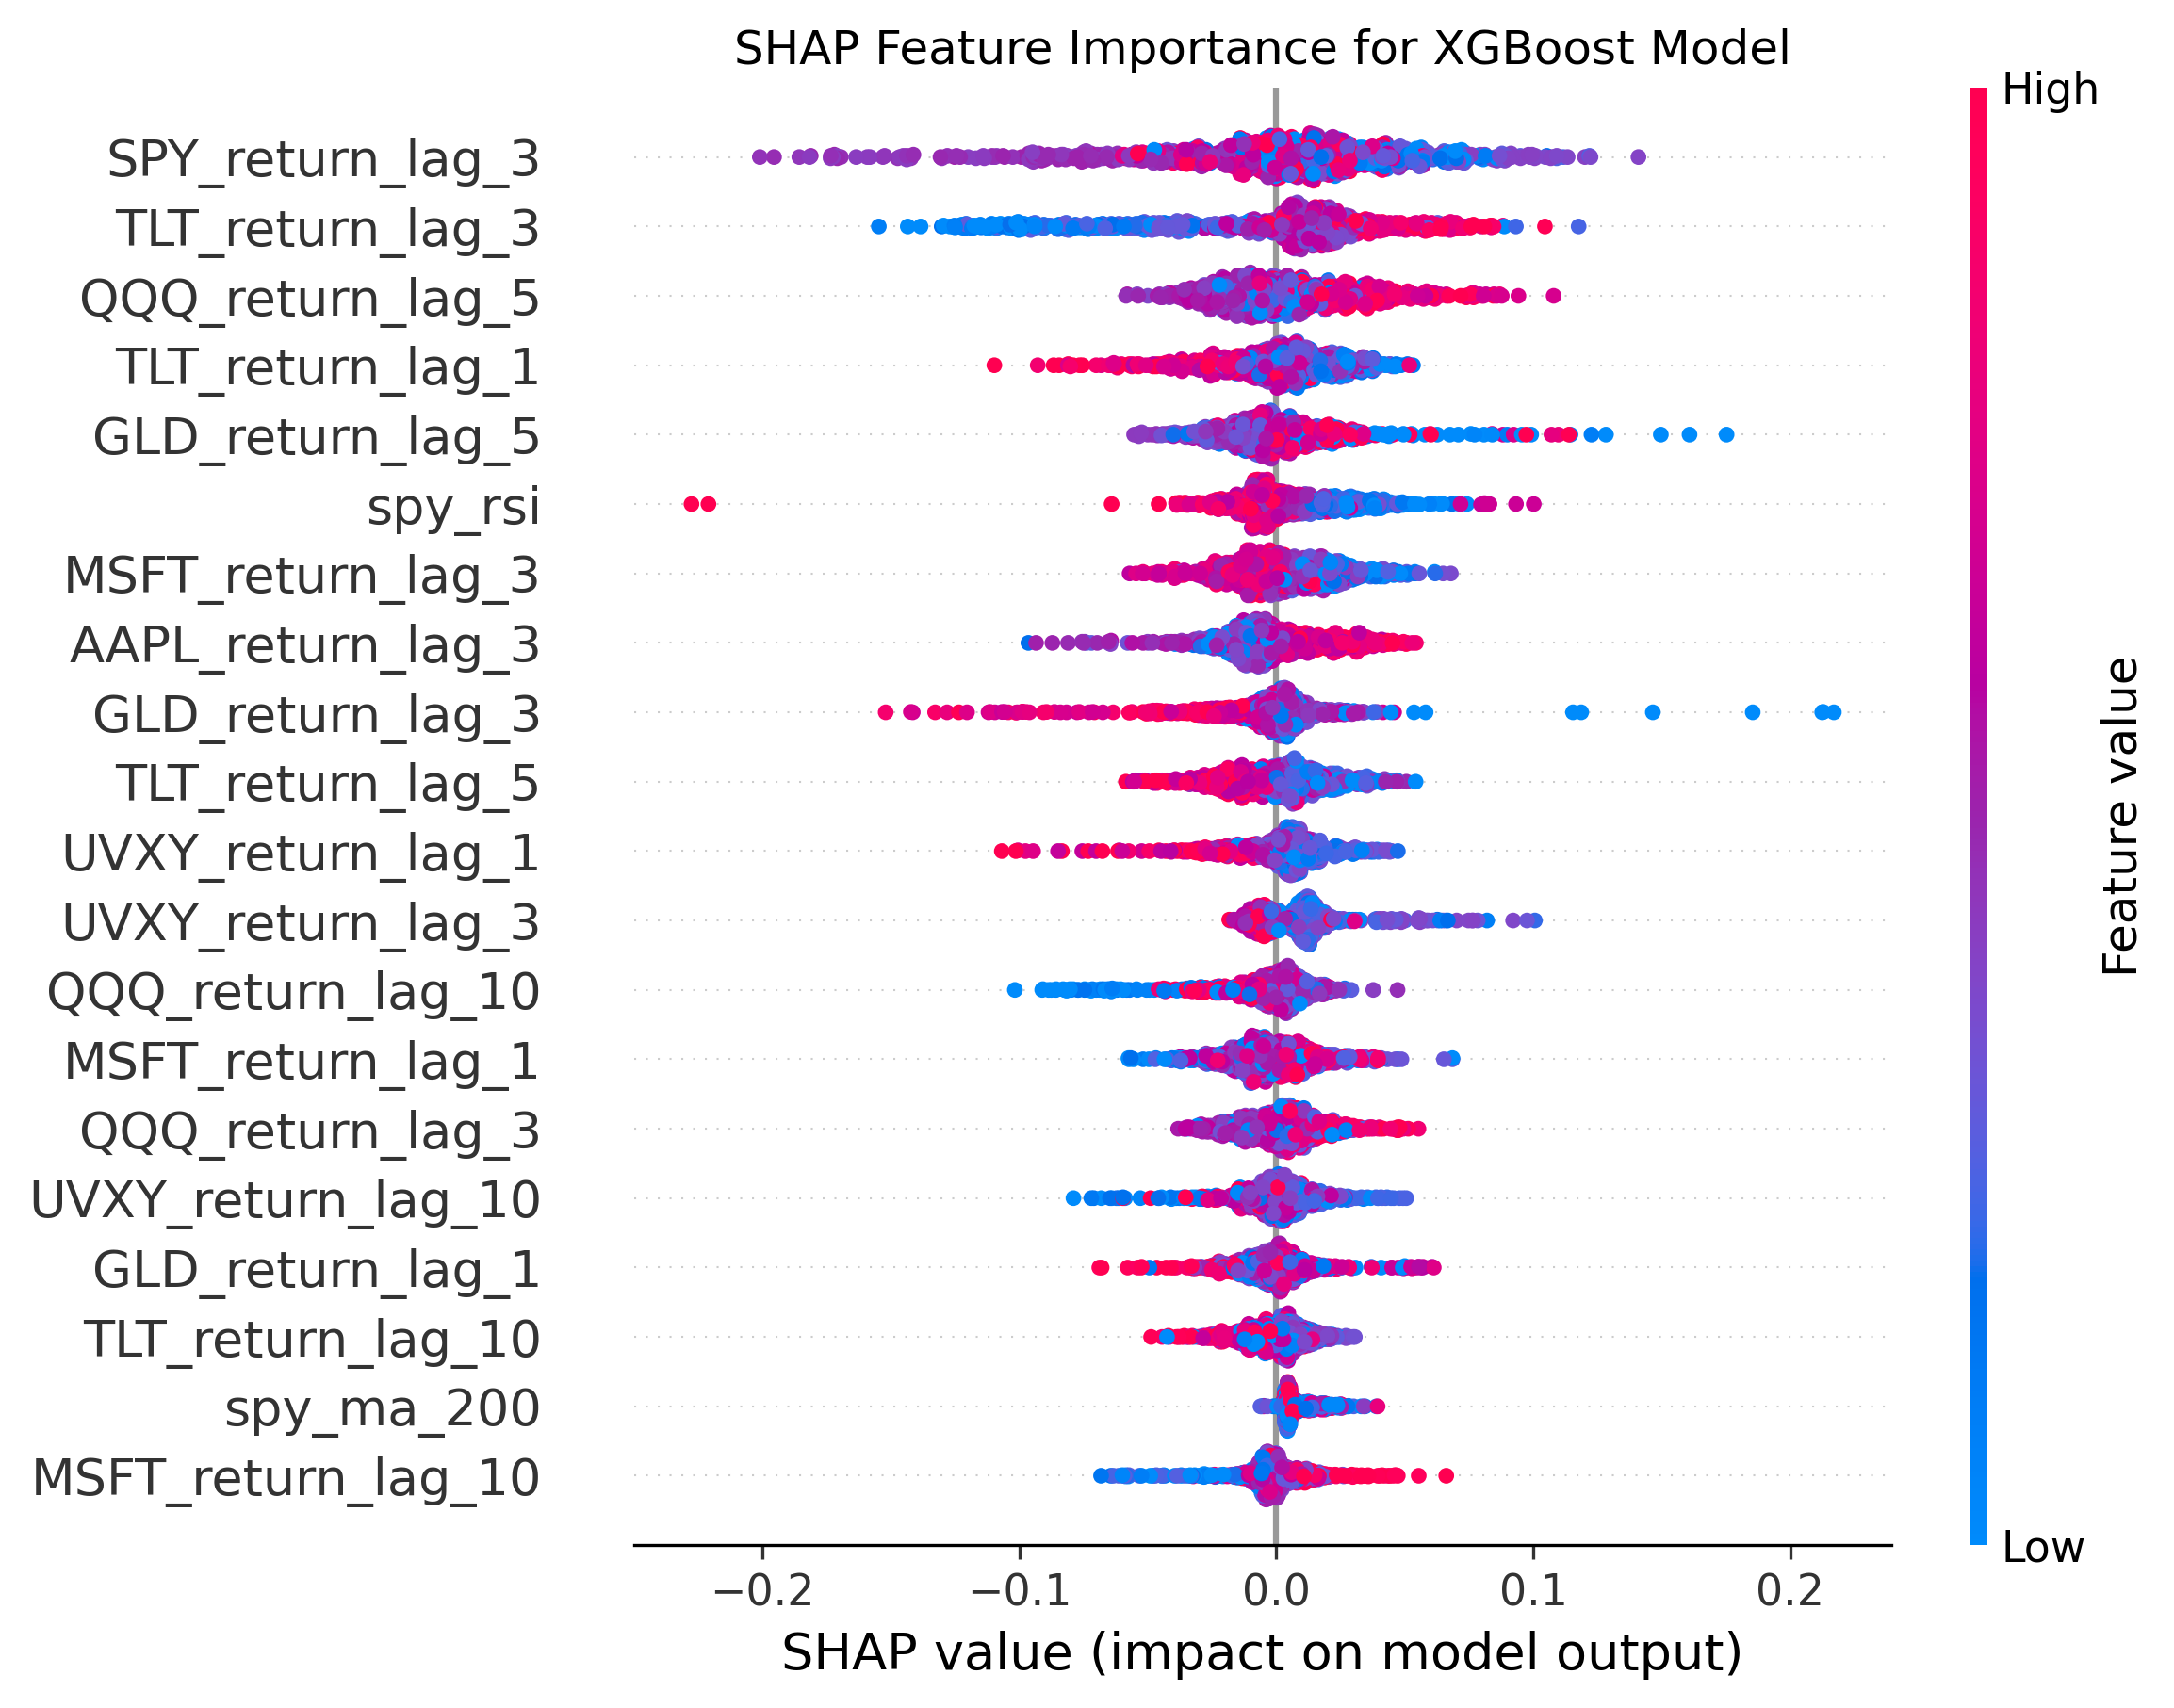 SHAP Feature Importance for XGBoost Model
High
SPY_return_lag_3
TLT_return_lag_3
QQQ_return_lag_5
TLT_return_lag_1
GLD_return_lag_5
spy_rsi
MSFT_return_lag_3
AAPL_return_lag_3
GLD_return_lag_3
TLT_return_lag_5
UVXY_return_lag_1
UVXY_return_lag_3
QQQ_return_lag_10
MSFT_return_lag_1
QQQ_return_lag_3
UVXY_return_lag_10
GLD_return_lag_1
TLT_return_lag_10
spy_ma_200
MSFT_return_lag_10
Feature value
Low
−0.2 −0.1 0.0 0.1 0.2
SHAP value (impact on model output)